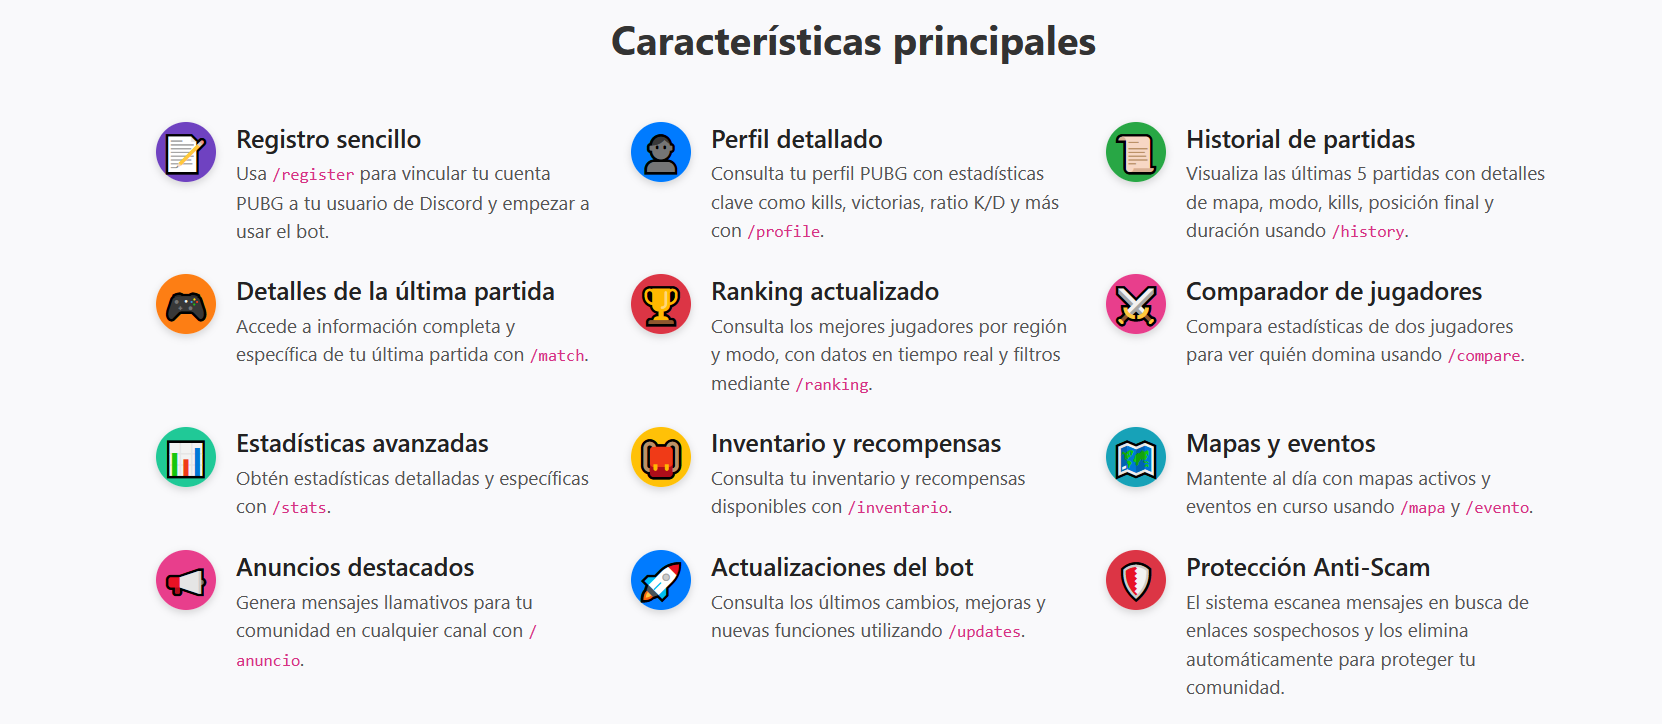 Características principales
Registro sencillo
Usa /register para vincular tu cuenta
PUBG a tu usuario de Discord y empezar a
usar el bot.
Perfil detallado
Consulta tu perfil PUBG con estadísticas
clave como kills, victorias, ratio K/D y más
con /profile.
Historial de partidas
Visualiza las últimas 5 partidas con detalles
de mapa, modo, kills, posición final y
duración usando /history.
Detalles de la última partida
Accede a información completa y
específica de tu última partida con /match.
Ranking actualizado
Consulta los mejores jugadores por región
y modo, con datos en tiempo real y filtros
mediante /ranking.
Comparador de jugadores
Compara estadísticas de dos jugadores
para ver quién domina usando /compare.
Estadísticas avanzadas
Obtén estadísticas detalladas y específicas
con /stats.
Inventario y recompensas
Consulta tu inventario y recompensas
disponibles con /inventario.
Mapas y eventos
Mantente al día con mapas activos y
eventos en curso usando /mapa y /evento.
Anuncios destacados
Genera mensajes llamativos para tu
comunidad en cualquier canal con /
anuncio.
Actualizaciones del bot
Consulta los últimos cambios, mejoras y
nuevas funciones utilizando /updates.
Protección Anti-Scam
El sistema escanea mensajes en busca de
enlaces sospechosos y los elimina
automáticamente para proteger tu
comunidad.